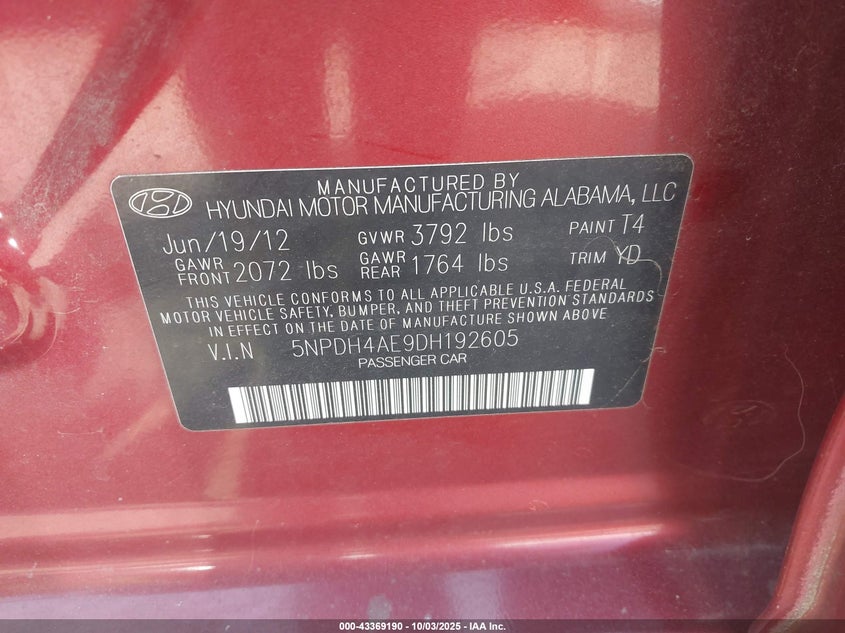 MANUFACTURED BY
HYUNDAI MOTOR MANUFACTURING ALABAMA, LLC
Jun/19/12 GVWR 3792 lbs PAINT T4
GAWR FRONT 2072 lbs GAWR REAR 1764 lbs TRIM YD
THIS VEHICLE CONFORMS TO ALL APPLICABLE U.S.A. FEDERAL
MOTOR VEHICLE SAFETY, BUMPER, AND THEFT PREVENTION STANDARDS
IN EFFECT ON THE DATE OF MANUFACTURE SHOWN ABOVE
V.I.N 5NPDH4AE9DH192605
PASSENGER CAR
000-43369190 - 10/03/2025 - IAA Inc.